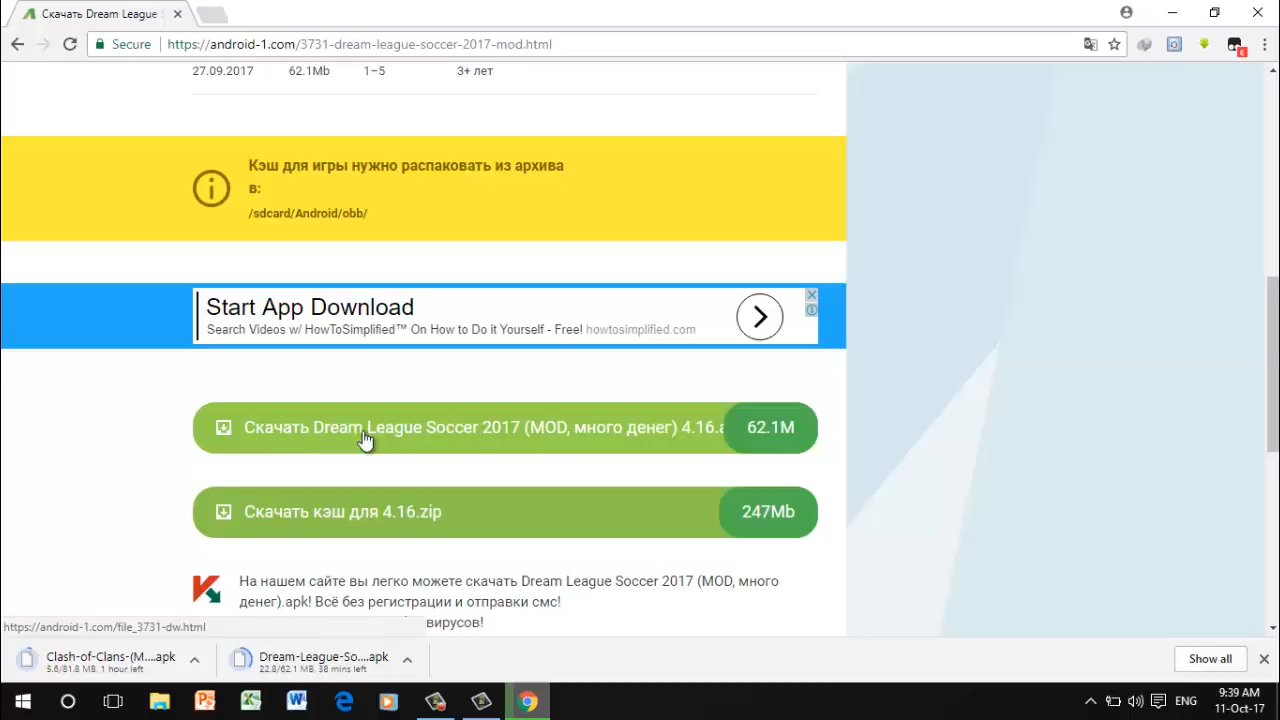 Скачать Dream League S
Secure
https://android-1.com/3731-dream-league-soccer-2017-mod.html
6
27.09.2017 62.1Mb 1–5 3+ лет
Кэш для игры нужно распаковать из архива
в:
/sdcard/Android/obb/
Start App Download
Search Videos w/ HowToSimplified™ On How to Do it Yourself - Free! howtosimplified.com
Скачать Dream League Soccer 2017 (MOD, много денег) 4.16.a 62.1M
Скачать кэш для 4.16.zip 247Mb
На нашем сайте вы легко можете скачать Dream League Soccer 2017 (MOD, много
денег).apk! Всё без регистрации и отправки смс!
вирусов!
https://android-1.com/file_3731-dw.html
Clash-of-Clans-(M....apk
5.6/81.8 MB, 1 hour left
Dream-League-So....apk
22.8/62.1 MB, 38 mins left
Show all
ENG
9:39 AM
11-Oct-17